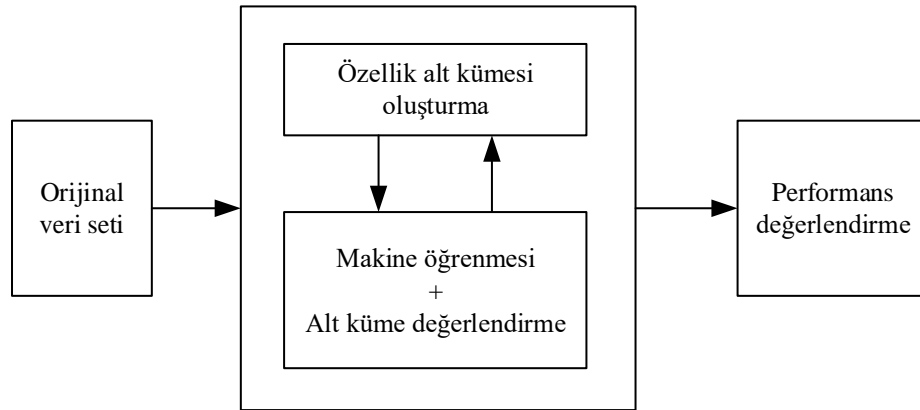 Orijinal
veri seti
Özellik alt kümesi
oluşturma
Makine öğrenmesi
+
Alt küme değerlendirme
Performans
değerlendirme